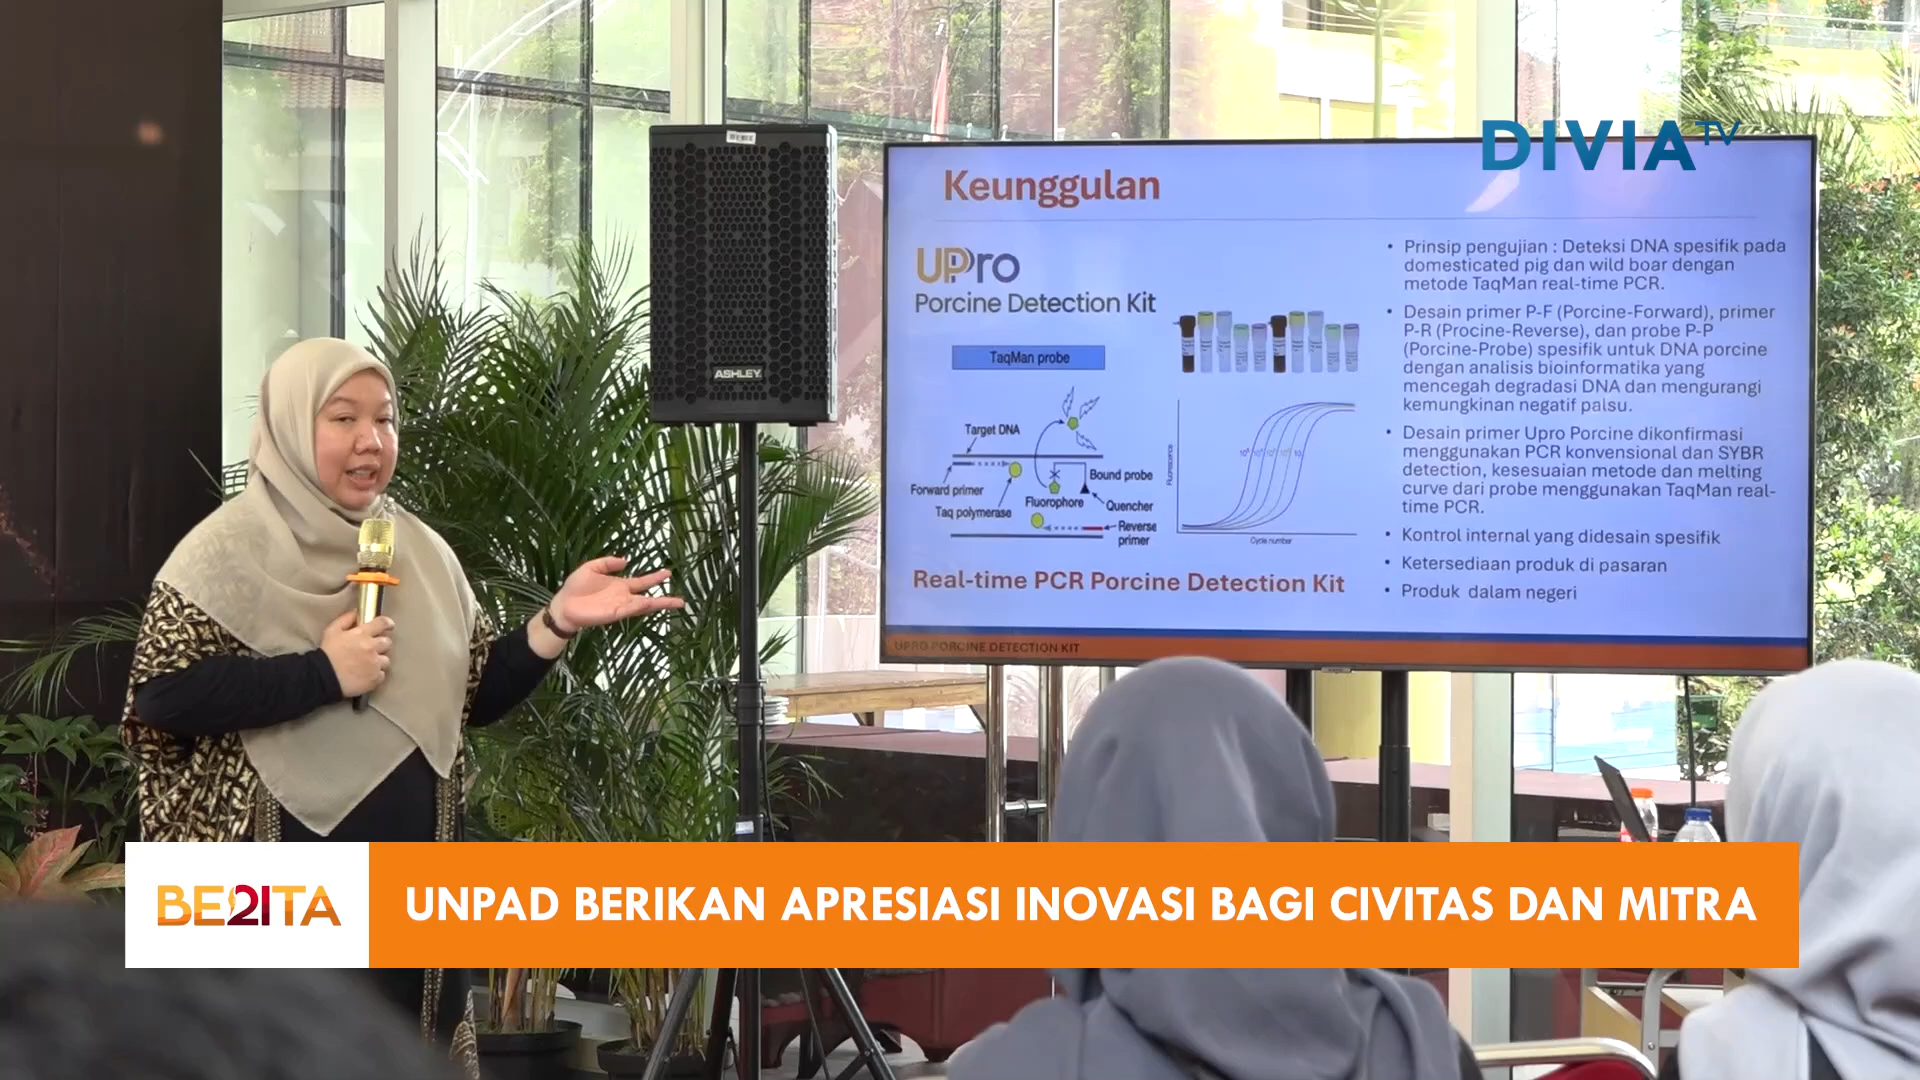 DIVIA TV
Keunggulan
UPPro
Porcine Detection Kit
TaqMan probe
Target DNA
Forward primer
Taq polymerase
Fluorophore
Bound probe
Quencher
Reverse
primer
Fluorescence
Cycle number
Real-time PCR Porcine Detection Kit
• Prinsip pengujian : Deteksi DNA spesifik pada
domesticated pig dan wild boar dengan
metode TaqMan real-time PCR.
• Desain primer P-F (Porcine-Forward), primer
P-R (Procine-Reverse), dan probe P-P
(Porcine-Probe) spesifik untuk DNA porcine
dengan analisis bioinformatika yang
mencegah degradasi DNA dan mengurangi
kemungkinan negatif palsu.
• Desain primer Upro Porcine dikonfirmasi
menggunakan PCR konvensional dan SYBR
detection, kesesuaian metode dan melting
curve dari probe menggunakan TaqMan real-
time PCR.
• Kontrol internal yang didesain spesifik
• Ketersediaan produk di pasaran
• Produk dalam negeri
UPRO PORCINE DETECTION KIT
ASHLEY
BE2ITA
UNPAD BERIKAN APRESIASI INOVASI BAGI CIVITAS DAN MITRA